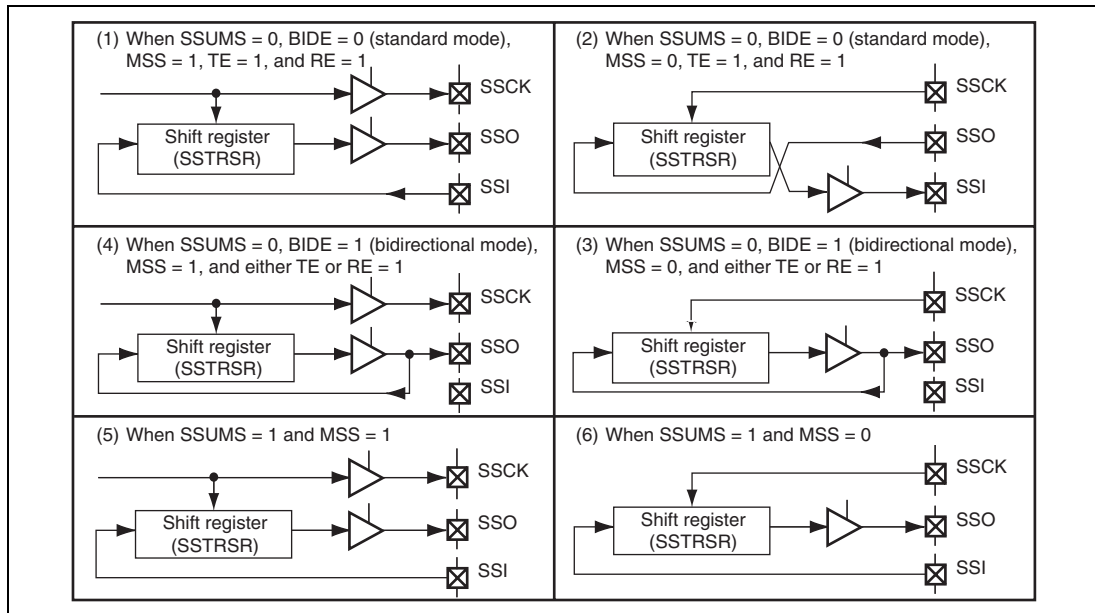 (1) When SSUMS = 0, BIDE = 0 (standard mode),
MSS = 1, TE = 1, and RE = 1
SSCK
Shift register
(SSTRSR)
SSO
SSI
(2) When SSUMS = 0, BIDE = 0 (standard mode),
MSS = 0, TE = 1, and RE = 1
SSCK
Shift register
(SSTRSR)
SSO
SSI
(4) When SSUMS = 0, BIDE = 1 (bidirectional mode),
MSS = 1, and either TE or RE = 1
SSCK
Shift register
(SSTRSR)
SSO
SSI
(3) When SSUMS = 0, BIDE = 1 (bidirectional mode),
MSS = 0, and either TE or RE = 1
SSCK
Shift register
(SSTRSR)
SSO
SSI
(5) When SSUMS = 1 and MSS = 1
SSCK
Shift register
(SSTRSR)
SSO
SSI
(6) When SSUMS = 1 and MSS = 0
SSCK
Shift register
(SSTRSR)
SSO
SSI